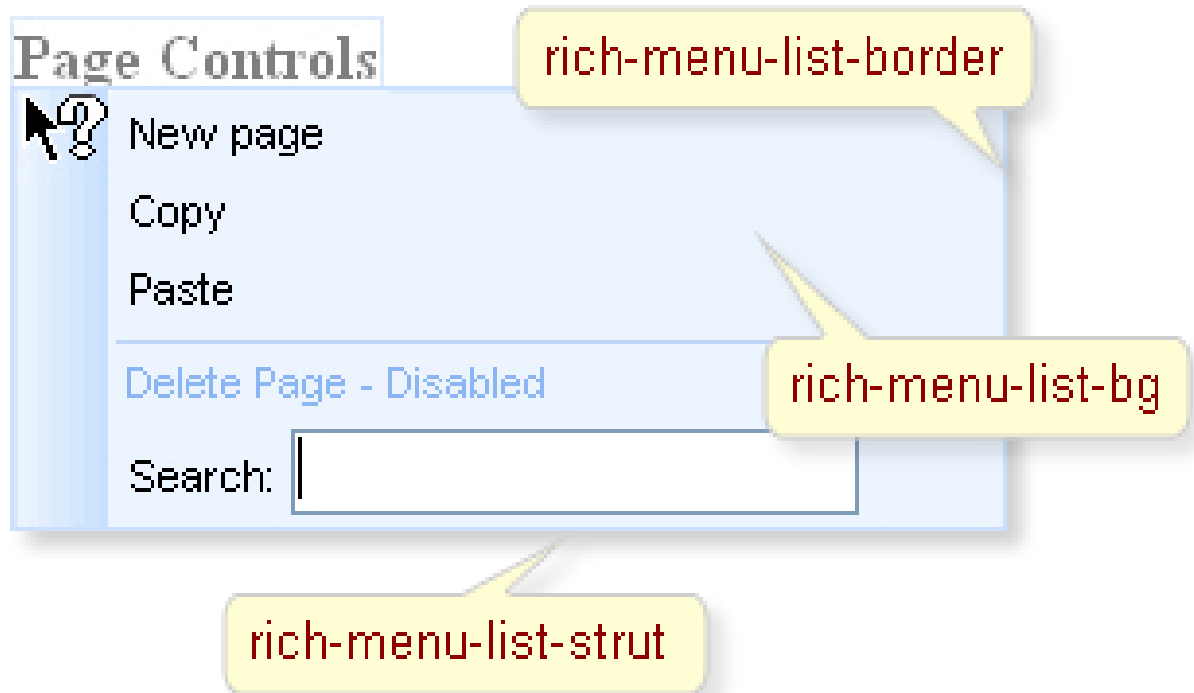 Page Controls
rich-menu-list-border
New page
Copy
Paste
Delete Page - Disabled
rich-menu-list-bg
Search:
rich-menu-list-strut